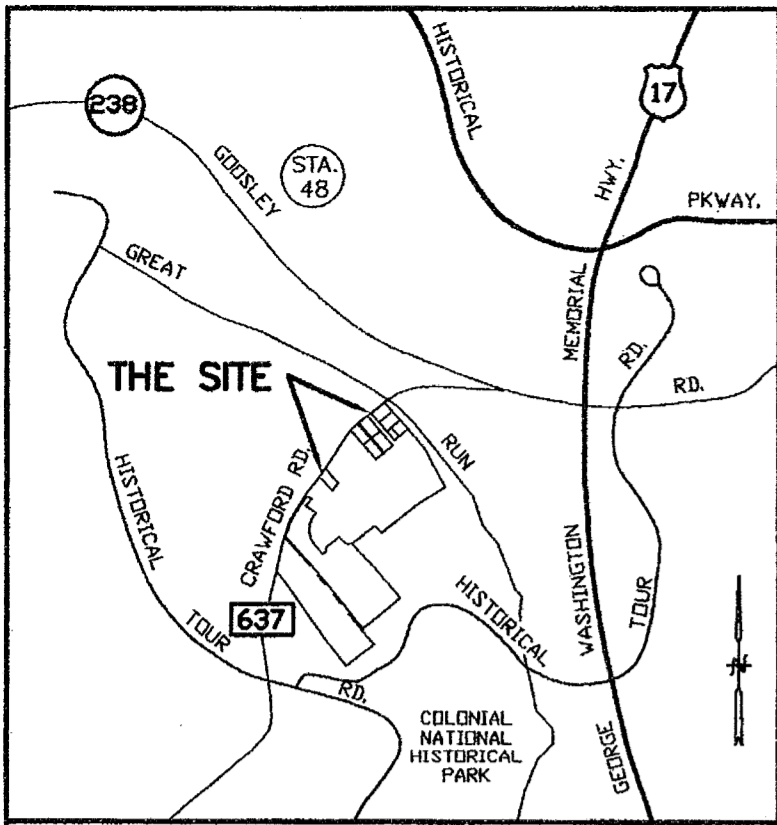 HISTORICAL
17
238
STA.
48
GOOSLEY
HWY.
PKWAY.
GREAT
MEMORIAL
RD.
THE SITE
RD.
RUN
HISTORICAL
CRAWFORD RD.
637
TOUR
HISTORICAL
WASHINGTON
TOUR
RD.
COLONIAL
NATIONAL
HISTORICAL
PARK
GEORGE
N